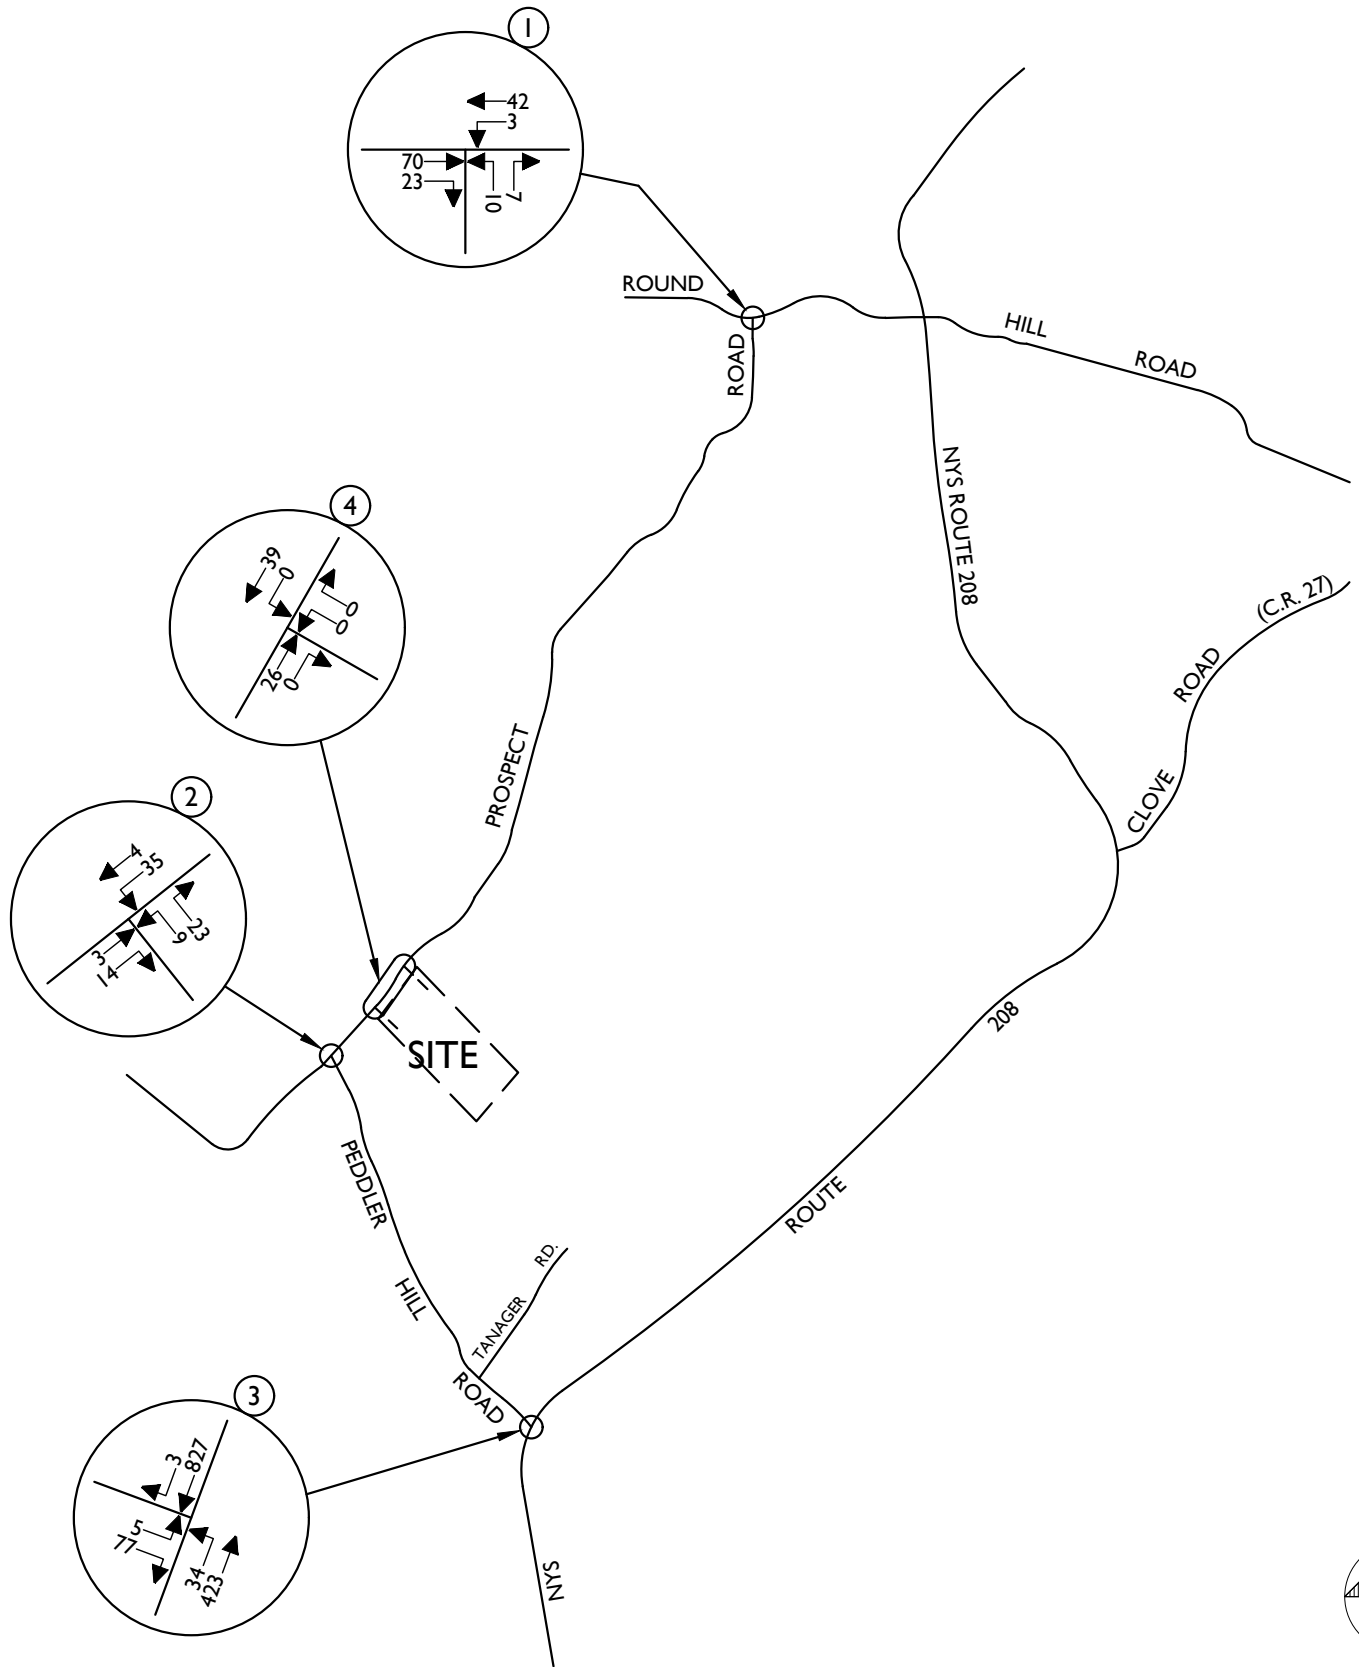 1
42
3
70
23
10
7
ROUND
HILL
ROAD
ROAD
NYS ROUTE 208
4
39
0
0
0
26
0
(C.R. 27)
ROAD
CLOVE
PROSPECT
2
4
35
23
9
3
14
SITE
208
ROUTE
PEDDLER
HILL
ROAD
TANAGER RD.
3
3
827
5
77
34
423
NYS